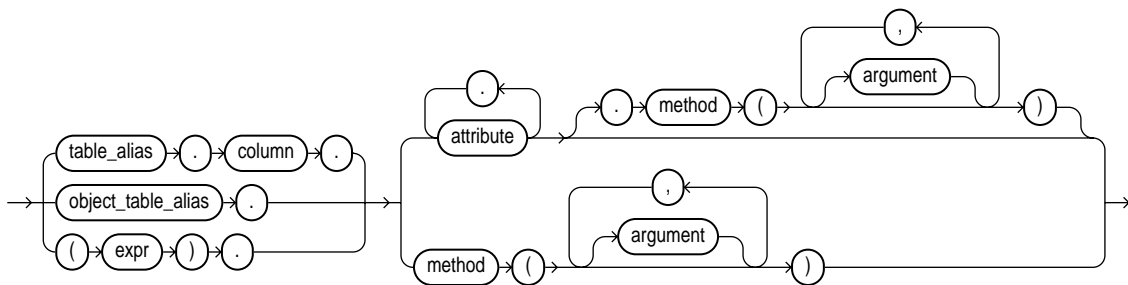 ,
argument
.
. method ( )
attribute
table_alias . column .
,
object_table_alias .
argument
( expr ) .
method ( )